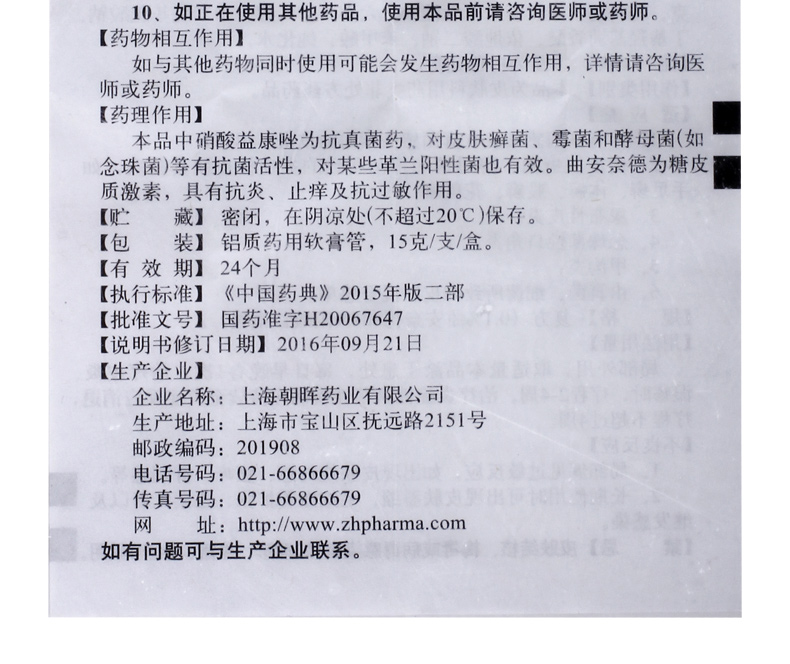 10、如正在使用其他药品，使用本品前请咨询医师或药师。
【药物相互作用】
如与其他药物同时使用可能会发生药物相互作用，详情请咨询医
师或药师。
【药理作用】
本品中硝酸益康唑为抗真菌药，对皮肤癣菌、霉菌和酵母菌(如
念珠菌)等有抗菌活性，对某些革兰阳性菌也有效。曲安奈德为糖皮
质激素，具有抗炎、止痒及抗过敏作用。
【贮 藏】密闭，在阴凉处(不超过20℃)保存。
【包 装】铝质药用软膏管，15克/支/盒。
【有 效 期】24个月
【执行标准】《中国药典》2015年版二部
【批准文号】国药准字H20067647
【说明书修订日期】2016年09月21日
【生产企业】
企业名称：上海朝晖药业有限公司
生产地址：上海市宝山区抚远路2151号
邮政编码：201908
电话号码：021-66866679
传真号码：021-66866679
网 址：http://www.zhpharma.com
如有问题可与生产企业联系。